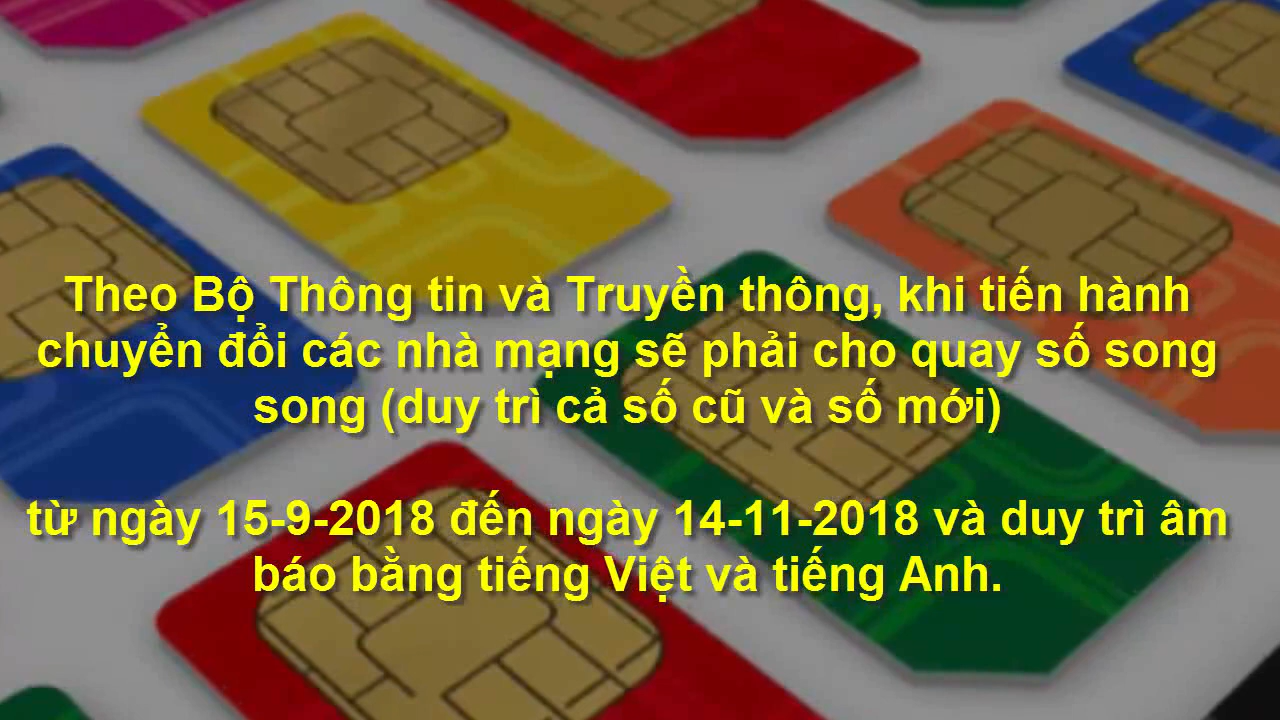 Theo Bộ Thông tin và Truyền thông, khi tiến hành
chuyển đổi các nhà mạng sẽ phải cho quay số song
song (duy trì cả số cũ và số mới)
từ ngày 15-9-2018 đến ngày 14-11-2018 và duy trì âm
báo bằng tiếng Việt và tiếng Anh.